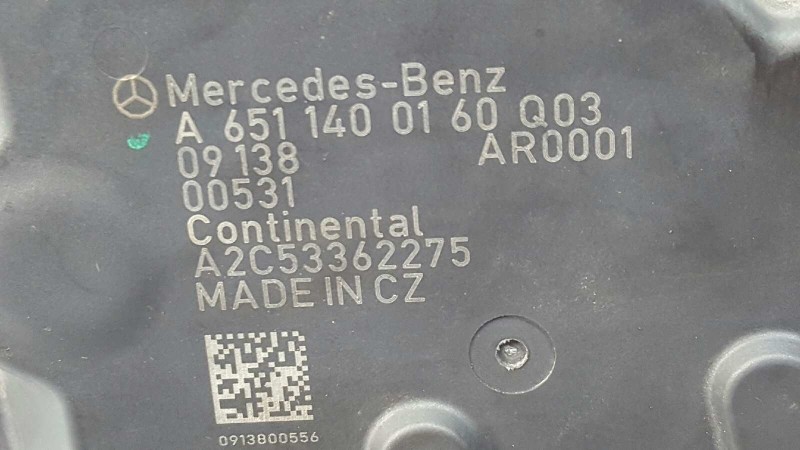 Mercedes-Benz
A 651 140 01 60 Q03
09 138 AR0001
00531
Continental
A2C53362275
MADE IN CZ
0913800556